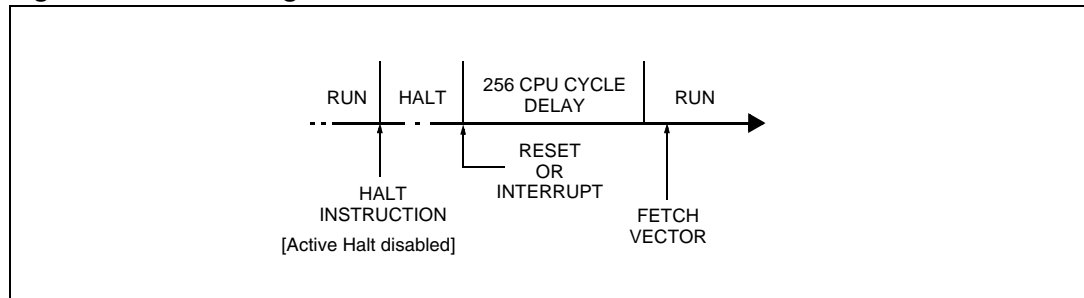 RUN
HALT
256 CPU CYCLE
DELAY
RUN
HALT
INSTRUCTION
[Active Halt disabled]
RESET
OR
INTERRUPT
FETCH
VECTOR